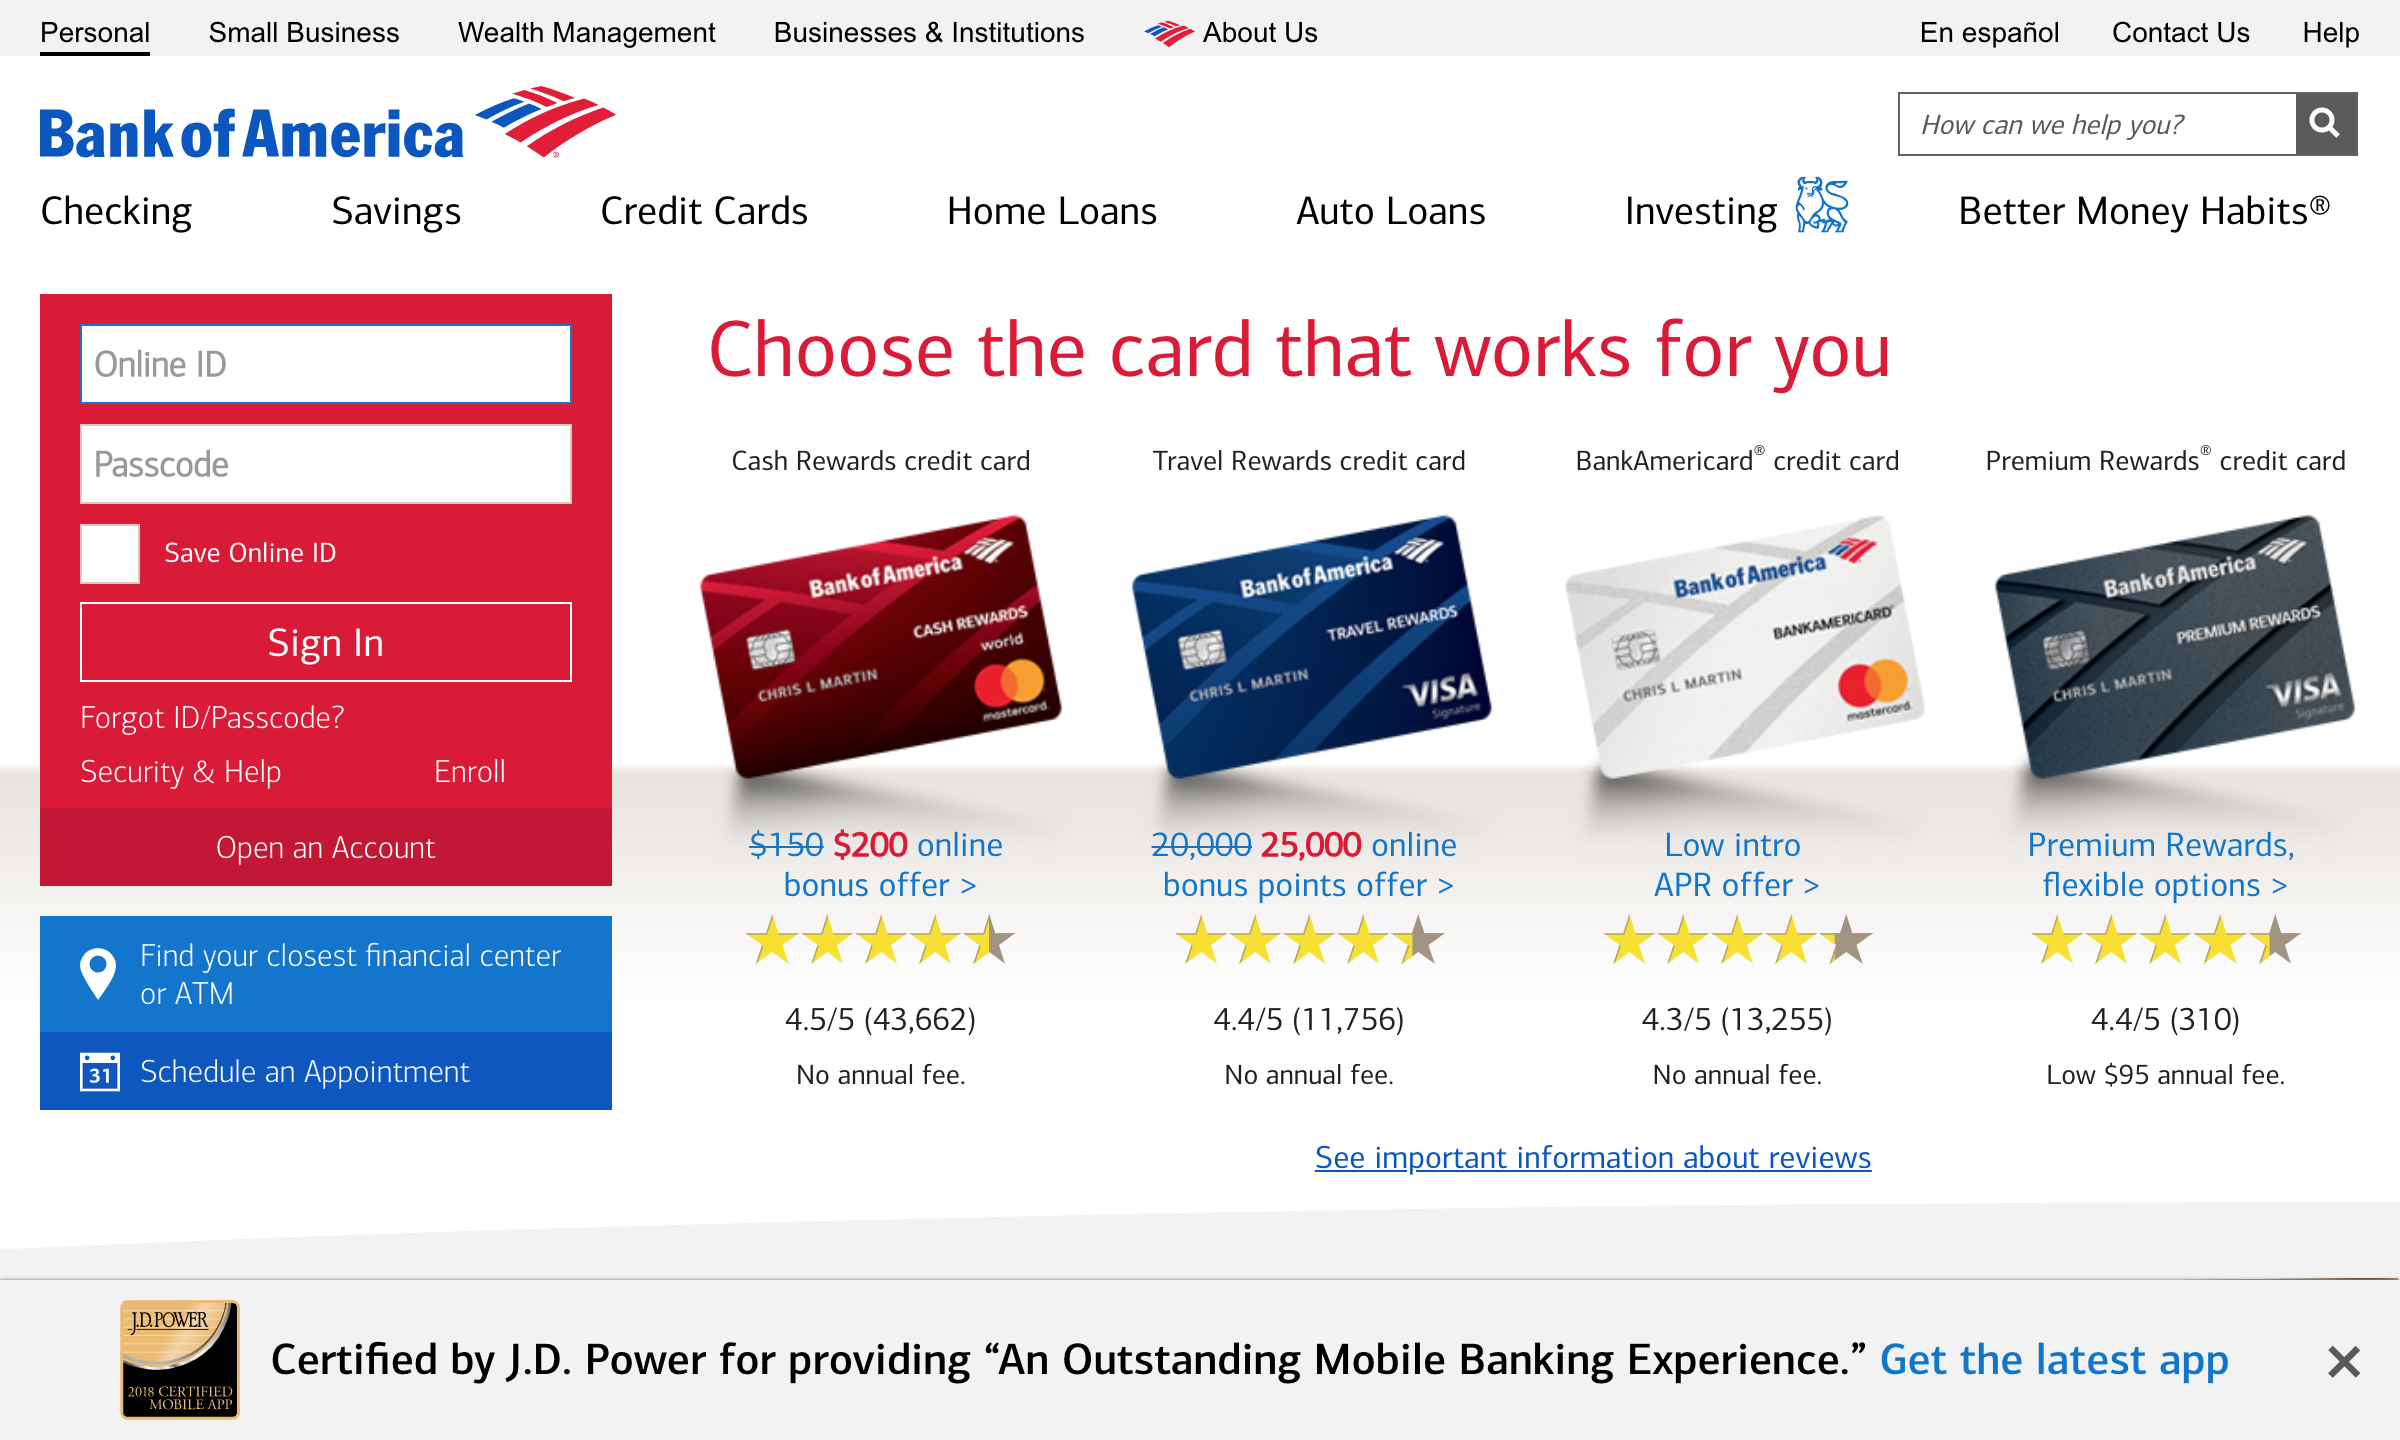 Personal
Small Business
Wealth Management
Businesses & Institutions
About Us
En español
Contact Us
Help
Bank of America
How can we help you?
Checking
Savings
Credit Cards
Home Loans
Auto Loans
Investing
Better Money Habits®
Online ID
Passcode
Save Online ID
Sign In
Forgot ID/Passcode?
Security & Help
Enroll
Open an Account
Find your closest financial center
or ATM
31
Schedule an Appointment
Choose the card that works for you
Cash Rewards credit card
Bank of America
CASH REWARDS
world
CHRIS L MARTIN
mastercard.
$150 $200 online
bonus offer >
4.5/5 (43,662)
No annual fee.
Travel Rewards credit card
Bank of America
TRAVEL REWARDS
CHRIS L MARTIN
VISA
Signature
20,000 25,000 online
bonus points offer >
4.4/5 (11,756)
No annual fee.
BankAmericard® credit card
Bank of America
BANKAMERICARD®
CHRIS L MARTIN
mastercard.
Low intro
APR offer >
4.3/5 (13,255)
No annual fee.
Premium Rewards® credit card
Bank of America
PREMIUM REWARDS
CHRIS L MARTIN
VISA
Signature
Premium Rewards,
flexible options >
4.4/5 (310)
Low $95 annual fee.
See important information about reviews
J.D. POWER
2018 CERTIFIED
MOBILE APP
Certified by J.D. Power for providing “An Outstanding Mobile Banking Experience.” Get the latest app